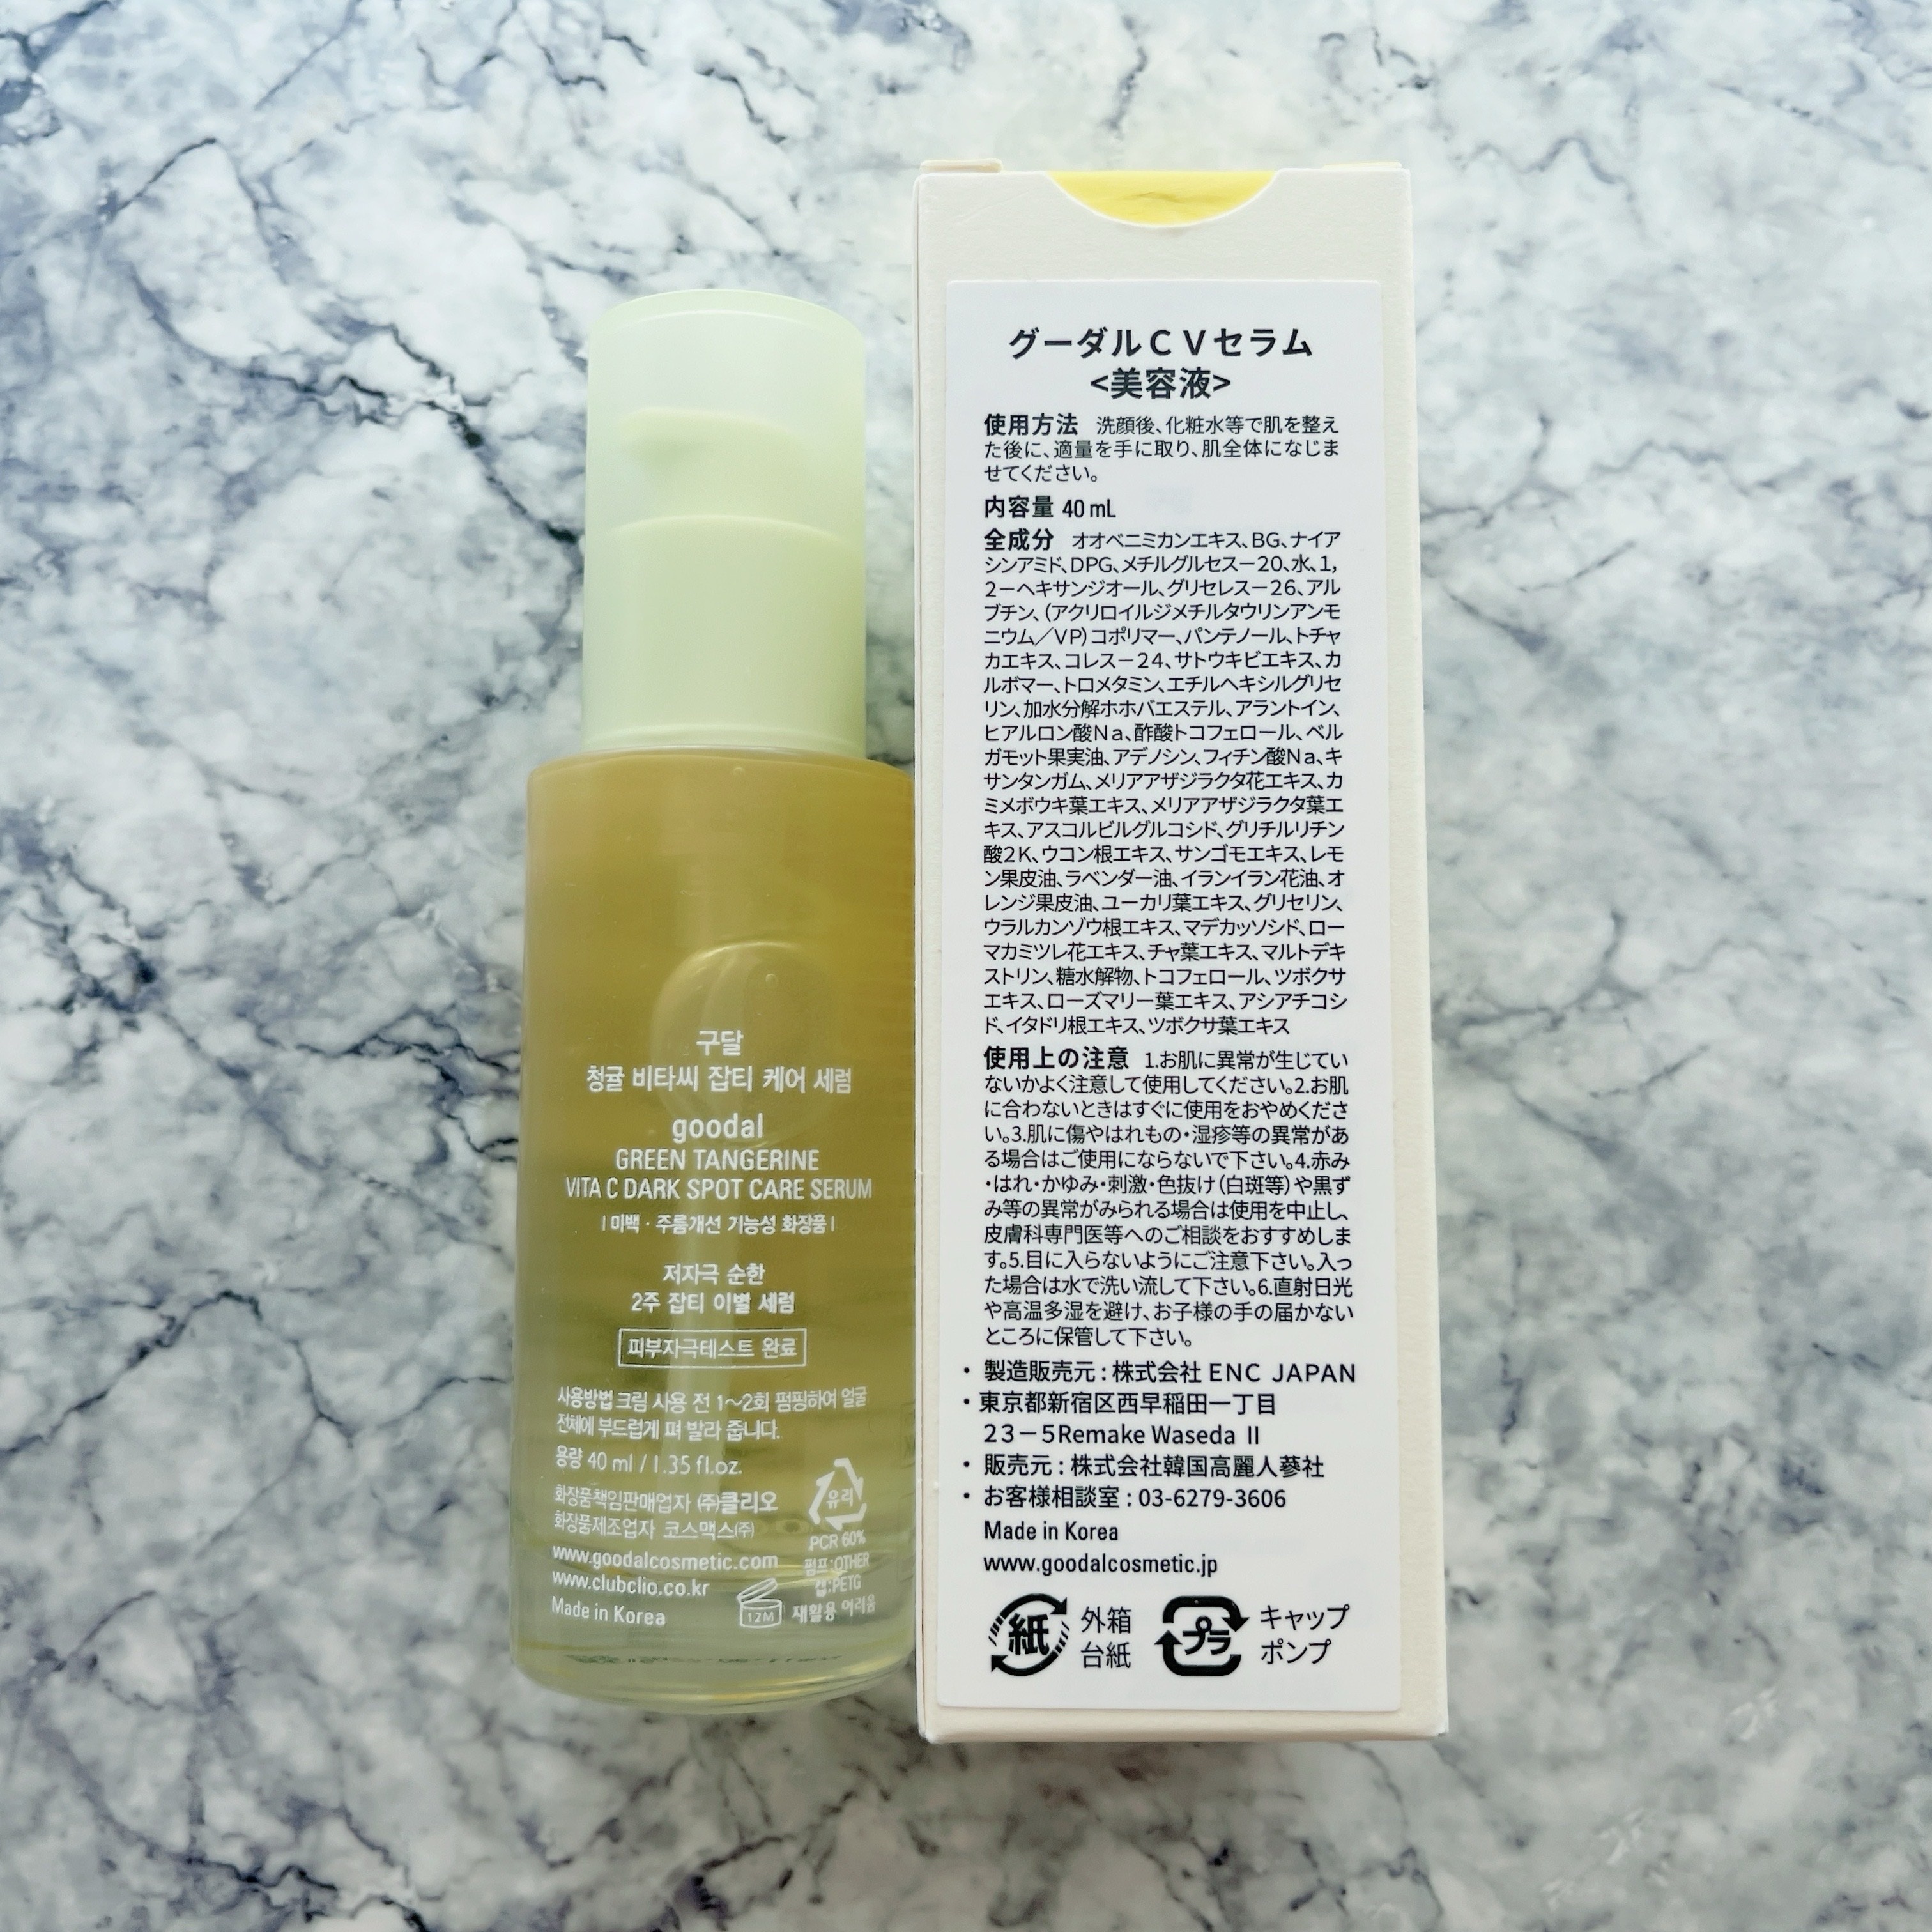 구달
청귤 비타씨 잡티 케어 세럼
goodal
GREEN TANGERINE
VITA C DARK SPOT CARE SERUM
| 미백 · 주름개선 기능성 화장품 |
저자극 순한
2주 잡티 이별 세럼
피부자극테스트 완료
사용방법 크림 사용 전 1~2회 펌핑하여 얼굴
전체에 부드럽게 펴 발라 줍니다.
용량 40 ml / 1.35 fl.oz.
화장품책임판매업자 ㈜클리오
화장품제조업자 코스맥스㈜
www.goodalcosmetic.com
www.clubclio.co.kr
Made in Korea
12M
유리
PCR 60%
펌프:OTHER
캡:PETG
재활용 어려움
グーダルＣＶセラム
<美容液>
使用方法 洗顔後、化粧水等で肌を整え
た後に、適量を手に取り、肌全体になじま
せてください。
内容量 40 mL
全成分 オオベニミカンエキス、BG、ナイア
シンアミド、DPG、メチルグルセス－20、水、1,
2－ヘキサンジオール、グリセレス－26、アル
ブチン、(アクリロイルジメチルタウリンアンモ
ニウム／VP)コポリマー、パンテノール、トチャ
カエキス、コレス－24、サトウキビエキス、カ
ルボマー、トロメタミン、エチルヘキシルグリセ
リン、加水分解ホホバエステル、アラントイン、
ヒアルロン酸Na、酢酸トコフェロール、ベル
ガモット果実油、アデノシン、フィチン酸Na、キ
サンタンガム、メリアアザジラクタ花エキス、カ
ミメボウキ葉エキス、メリアアザジラクタ葉エ
キス、アスコルビルグルコシド、グリチルリチン
酸2K、ウコン根エキス、サンゴモエキス、レモ
ン果皮油、ラベンダー油、イランイラン花油、オ
レンジ果皮油、ユーカリ葉エキス、グリセリン、
ウラルカンゾウ根エキス、マデカッソシド、ロー
マカミツレ花エキス、チャ葉エキス、マルトデキ
ストリン、糖水解物、トコフェロール、ツボクサ
エキス、ローズマリー葉エキス、アシアチコシ
ド、イタドリ根エキス、ツボクサ葉エキス
使用上の注意 1.お肌に異常が生じてい
ないかよく注意して使用してください。2.お肌
に合わないときはすぐに使用をおやめくださ
い。3.肌に傷やはれもの・湿疹等の異常があ
る場合はご使用にならないで下さい。4.赤み
・はれ・かゆみ・刺激・色抜け(白斑等)や黒ず
み等の異常がみられる場合は使用を中止し、
皮膚科専門医等へのご相談をおすすめしま
す。5.目に入らないようにご注意下さい。入っ
た場合は水で洗い流して下さい。6.直射日光
や高温多湿を避け、お子様の手の届かない
ところに保管して下さい。
・ 製造販売元 : 株式会社 ENC JAPAN
・東京都新宿区西早稲田一丁目
23－5Remake Waseda Ⅱ
・ 販売元 : 株式会社韓国高麗人蔘社
・ お客様相談室 : 03-6279-3606
Made in Korea
www.goodalcosmetic.jp
紙 外箱 台紙
プラ キャップ ポンプ